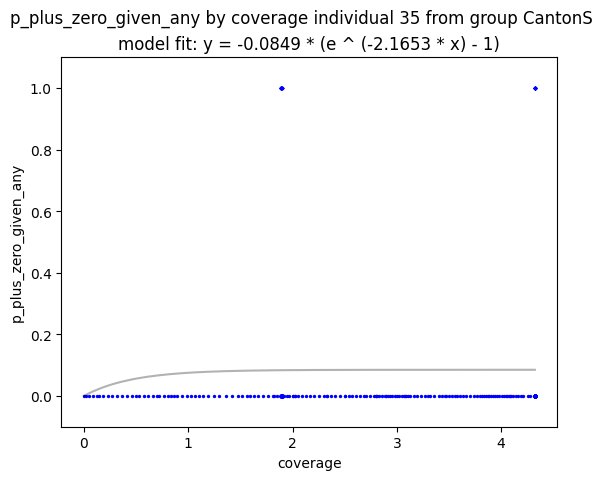 p_plus_zero_given_any by coverage individual 35 from group CantonS
model fit: y = -0.0849 * (e ^ (-2.1653 * x) - 1)
1.0
0.8
0.6
0.4
0.2
0.0
p_plus_zero_given_any
0 1 2 3 4
coverage